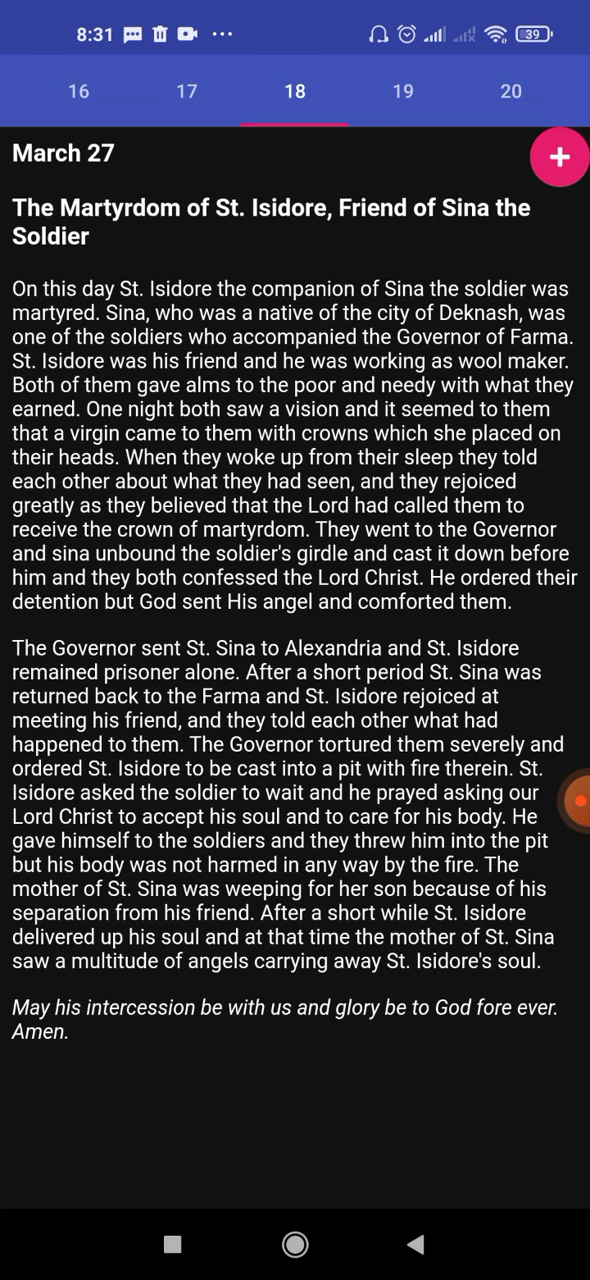 8:31
39
16 17 18 19 20
March 27
+
The Martyrdom of St. Isidore, Friend of Sina the
Soldier
On this day St. Isidore the companion of Sina the soldier was
martyred. Sina, who was a native of the city of Deknash, was
one of the soldiers who accompanied the Governor of Farma.
St. Isidore was his friend and he was working as wool maker.
Both of them gave alms to the poor and needy with what they
earned. One night both saw a vision and it seemed to them
that a virgin came to them with crowns which she placed on
their heads. When they woke up from their sleep they told
each other about what they had seen, and they rejoiced
greatly as they believed that the Lord had called them to
receive the crown of martyrdom. They went to the Governor
and sina unbound the soldier's girdle and cast it down before
him and they both confessed the Lord Christ. He ordered their
detention but God sent His angel and comforted them.
The Governor sent St. Sina to Alexandria and St. Isidore
remained prisoner alone. After a short period St. Sina was
returned back to the Farma and St. Isidore rejoiced at
meeting his friend, and they told each other what had
happened to them. The Governor tortured them severely and
ordered St. Isidore to be cast into a pit with fire therein. St.
Isidore asked the soldier to wait and he prayed asking our
Lord Christ to accept his soul and to care for his body. He
gave himself to the soldiers and they threw him into the pit
but his body was not harmed in any way by the fire. The
mother of St. Sina was weeping for her son because of his
separation from his friend. After a short while St. Isidore
delivered up his soul and at that time the mother of St. Sina
saw a multitude of angels carrying away St. Isidore's soul.
May his intercession be with us and glory be to God fore ever.
Amen.